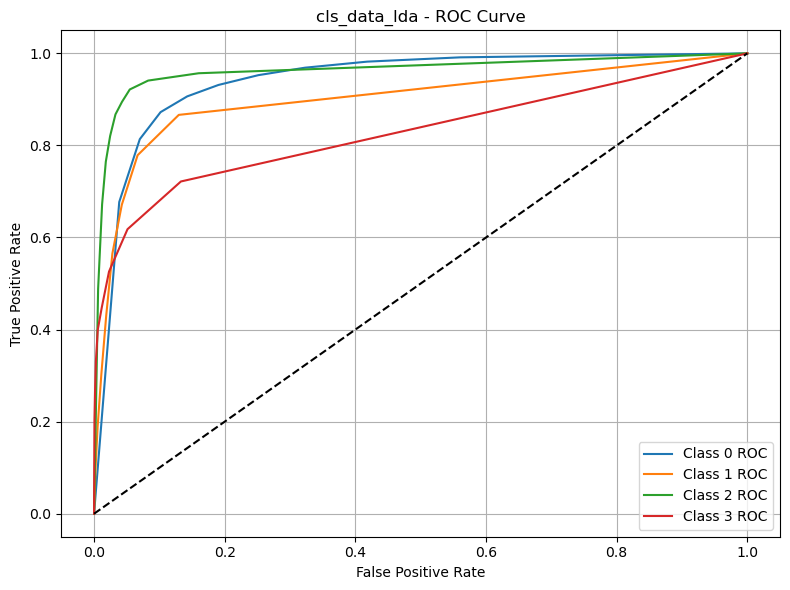 cls_data_lda - ROC Curve
True Positive Rate
1.0
0.8
0.6
0.4
0.2
0.0
Class 0 ROC
Class 1 ROC
Class 2 ROC
Class 3 ROC
0.0 0.2 0.4 0.6 0.8 1.0
False Positive Rate